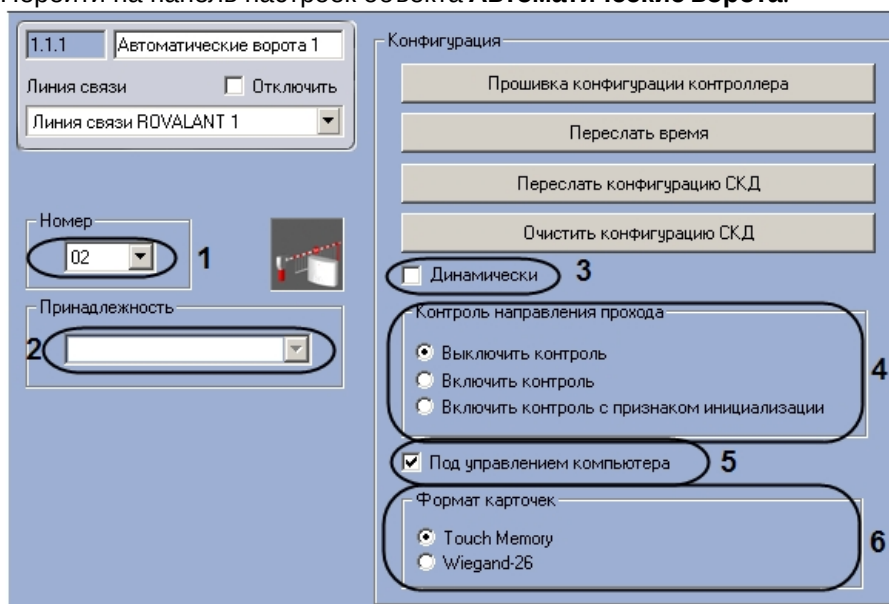 Перейти на панель настроек объекта Автоматические ворота.
1.1.1 Автоматические ворота 1
Линия связи Отключить
Линия связи ROVALANT 1
Номер
02 1
Принадлежность
2
Конфигурация
Прошивка конфигурации контроллера
Переслать время
Переслать конфигурацию СКД
Очистить конфигурацию СКД
Динамически 3
Контроль направления прохода
Выключить контроль
Включить контроль
Включить контроль с признаком инициализации
4
Под управлением компьютера 5
Формат карточек
Touch Memory
Wiegand-26
6